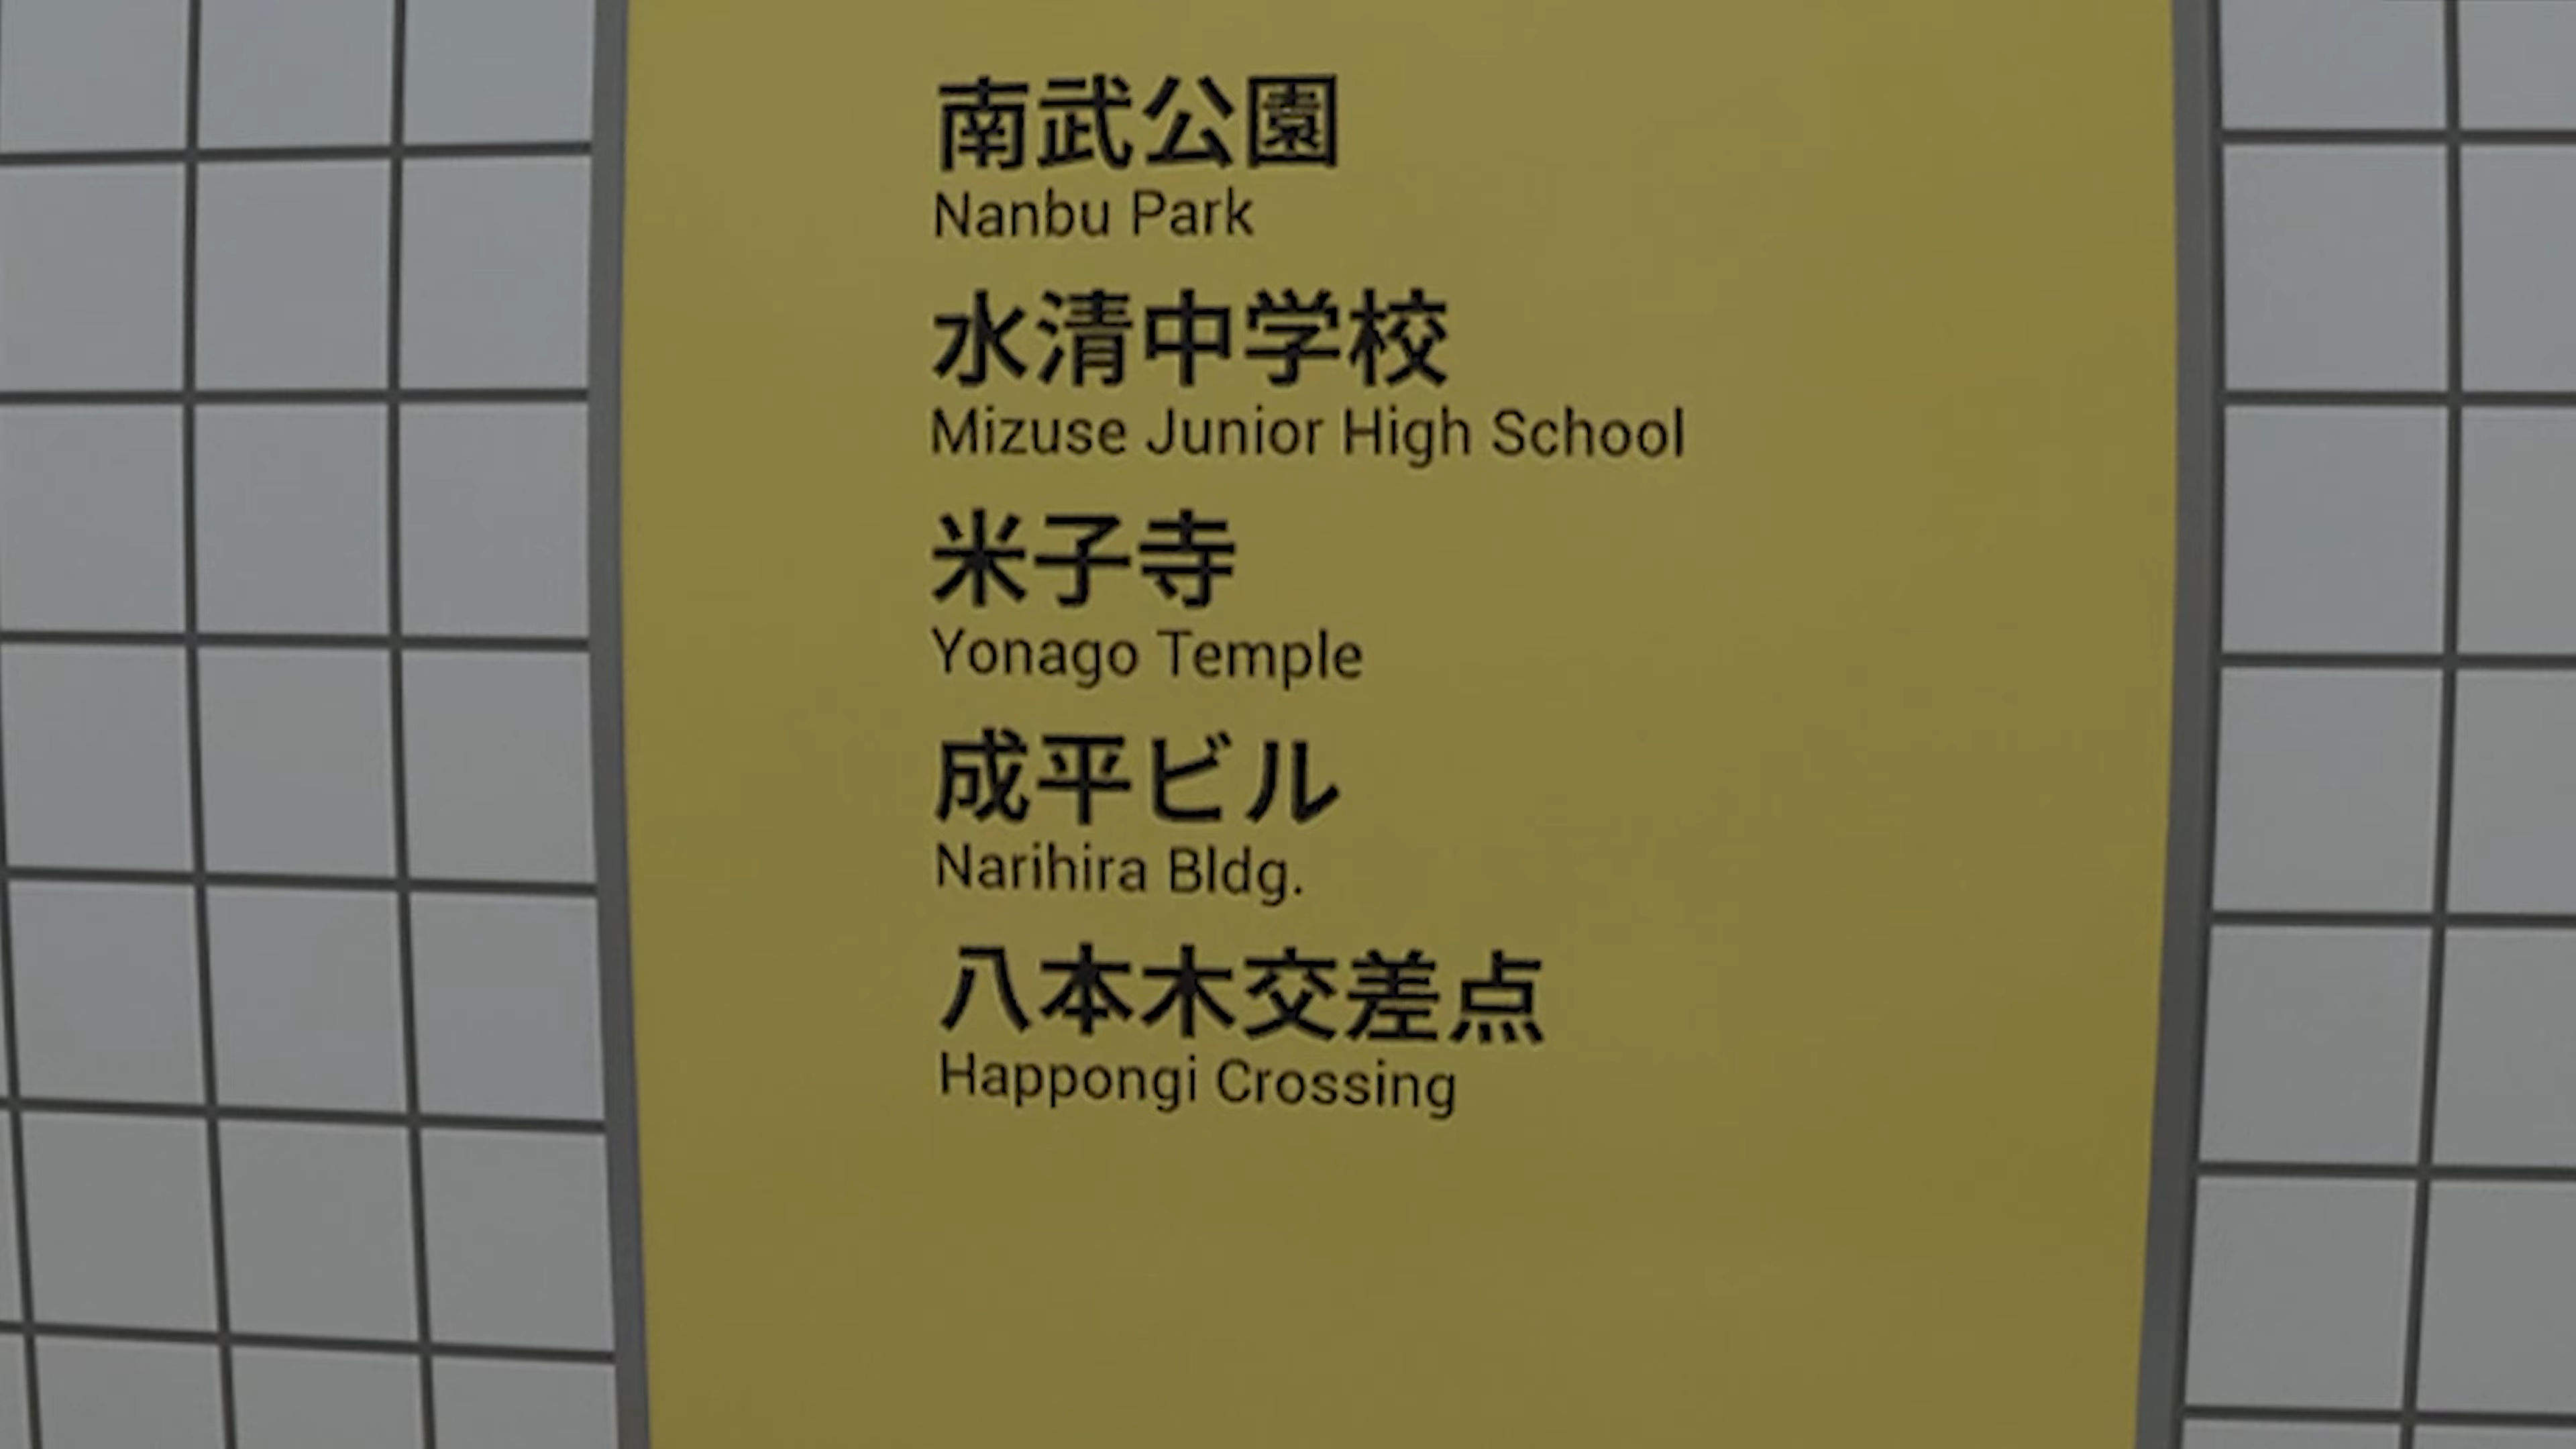 南武公園
Nanbu Park
水清中学校
Mizuse Junior High School
米子寺
Yonago Temple
成平ビル
Narihira Bldg.
八本木交差点
Happongi Crossing